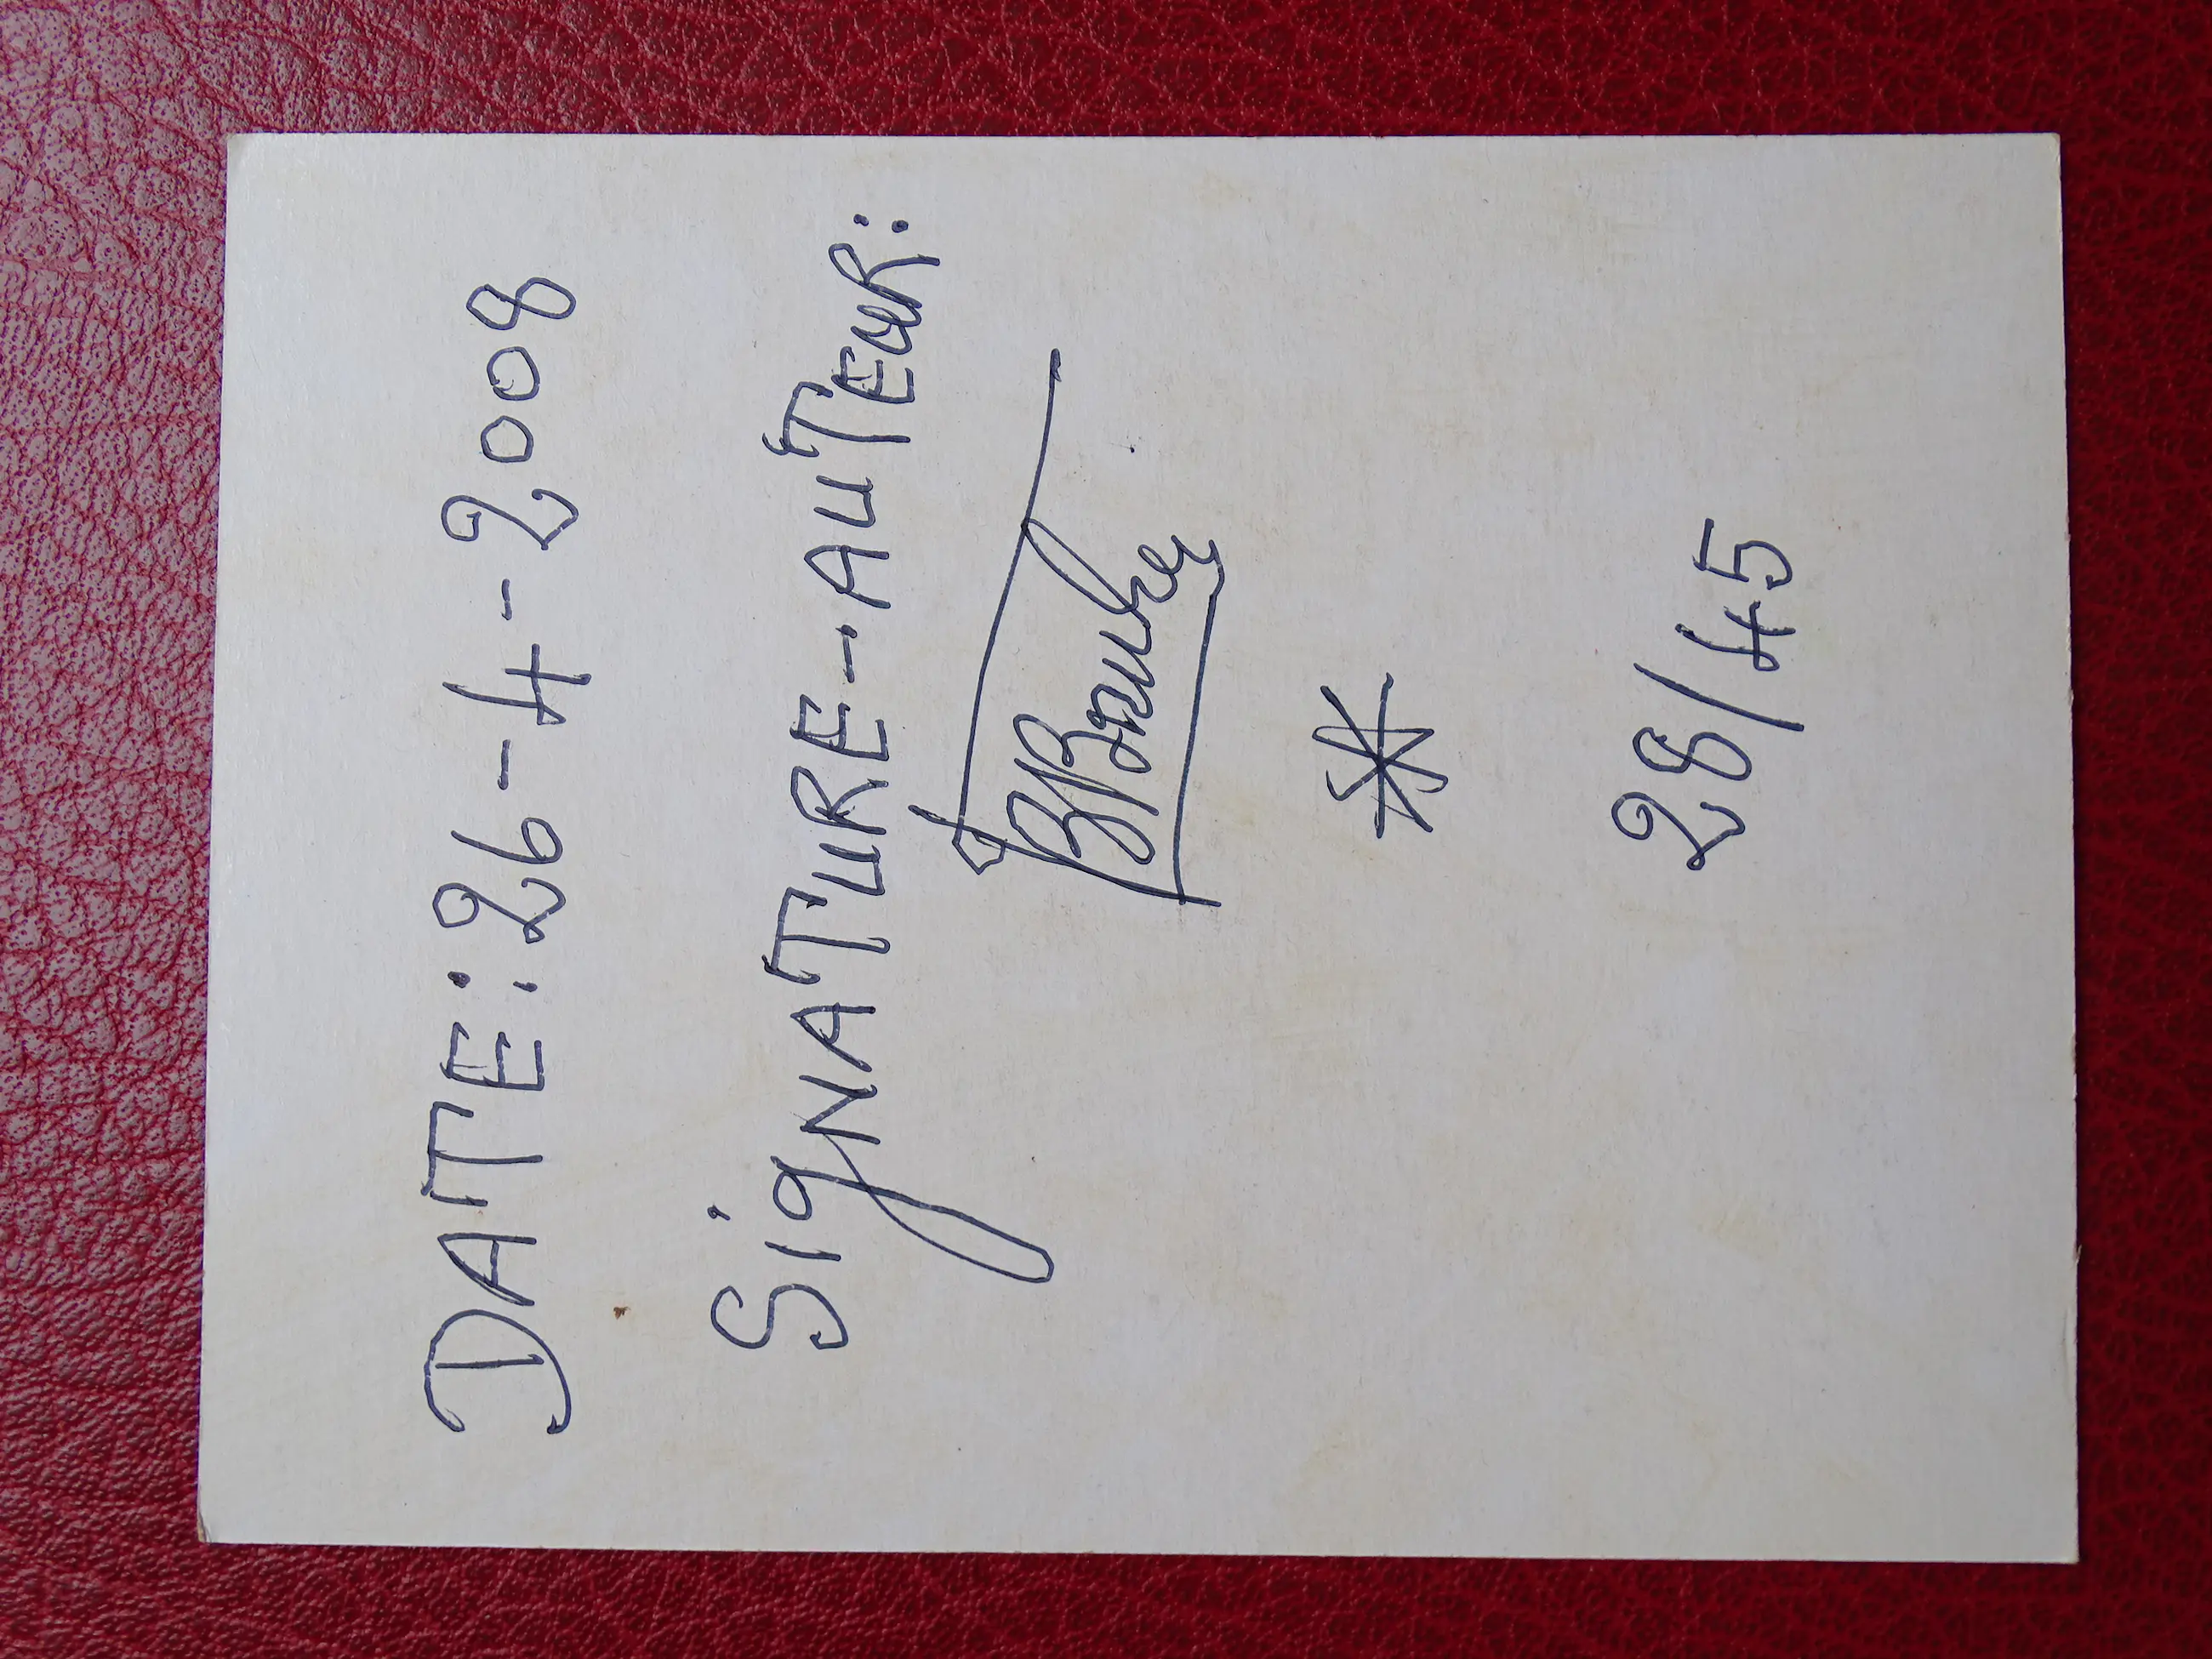 DATE: 26-4-2008
SigNATURE--AUTEUR:
*
28/45